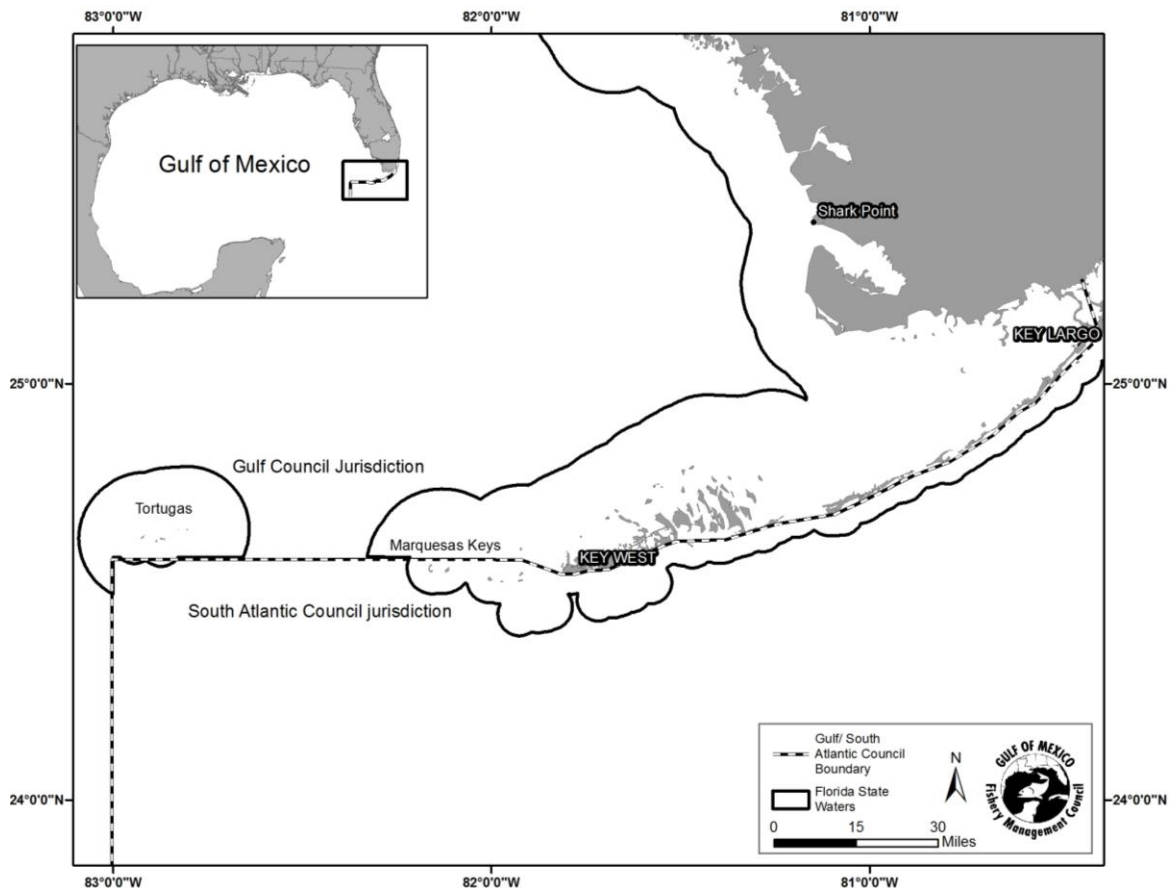 83°0'0"W
82°0'0"W
81°0'0"W
Gulf of Mexico
Shark Point
KEY LARGO
25°0'0"N
25°0'0"N
Gulf Council Jurisdiction
Tortugas
Marquesas Keys
KEY WEST
South Atlantic Council jurisdiction
Gulf/ South
Atlantic Council
Boundary
Florida State
Waters
N
0
15
30
Miles
GULF OF MEXICO
Fishery Management Council
24°0'0"N
24°0'0"N
83°0'0"W
82°0'0"W
81°0'0"W